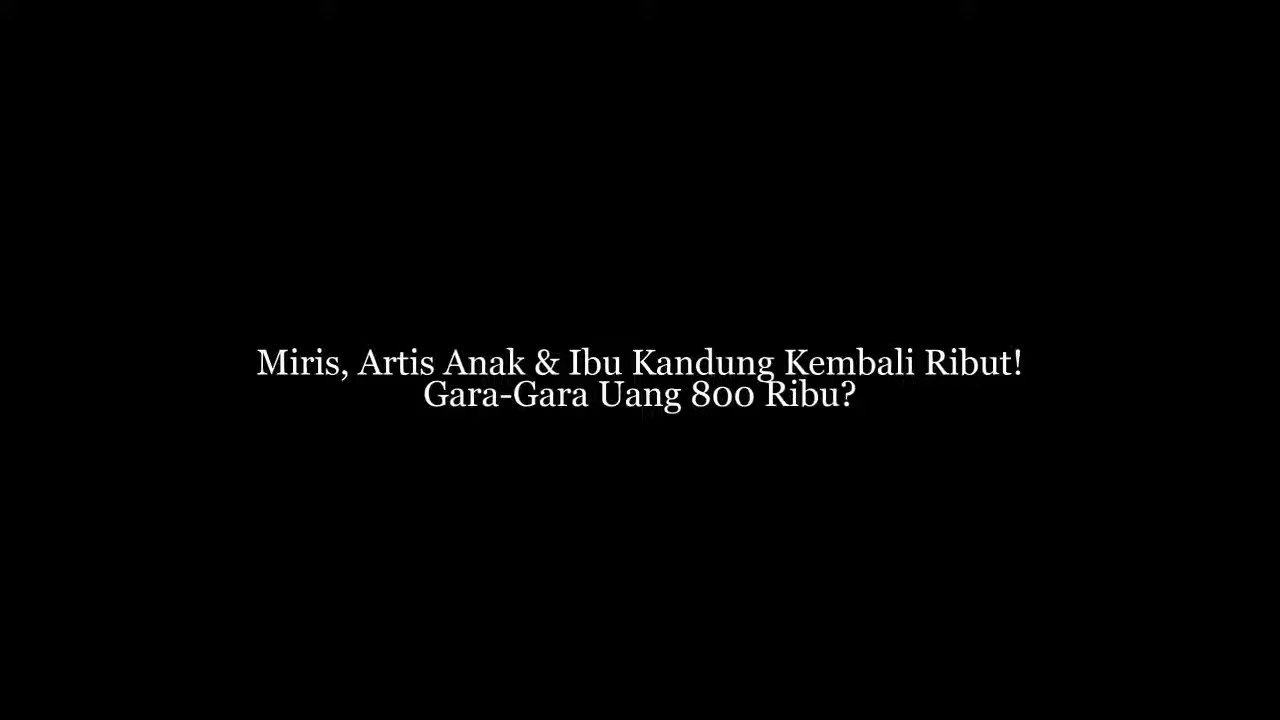 Miris, Artis Anak & Ibu Kandung Kembali Ribut!
Gara-Gara Uang 800 Ribu?